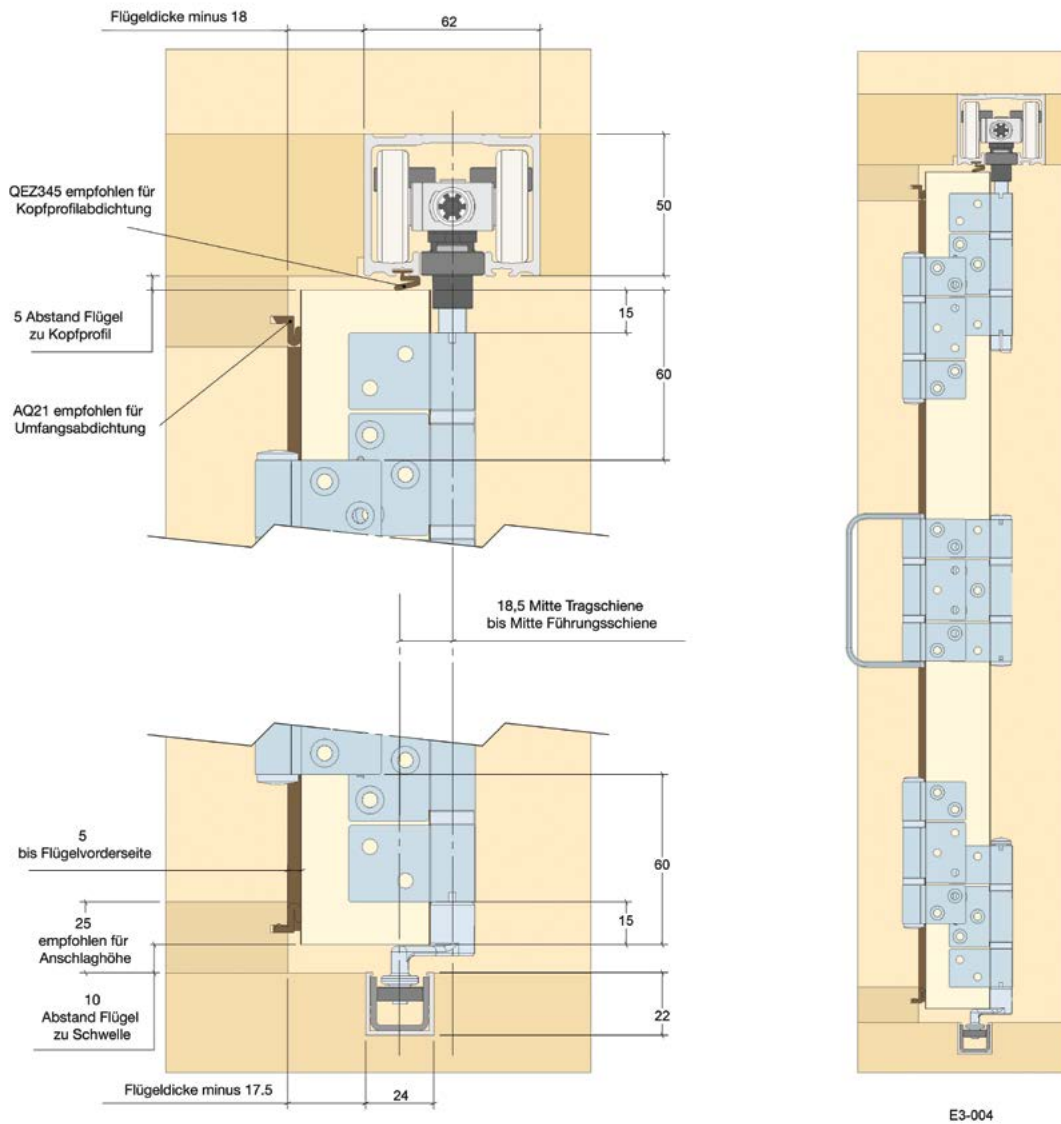 Flügeldicke minus 18
62
QEZ345 empfohlen für
Kopfprofilabdichtung
50
5 Abstand Flügel
zu Kopfprofil
15
60
AQ21 empfohlen für
Umfangsabdichtung
18,5 Mitte Tragschiene
bis Mitte Führungsschiene
5
bis Flügelvorderseite
60
25
empfohlen für
Anschlaghöhe
15
10
Abstand Flügel
zu Schwelle
22
Flügeldicke minus 17.5
24
E3-004